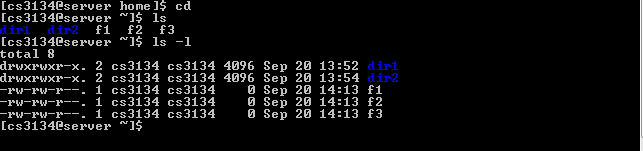 [cs3134@server home]$ cd
[cs3134@server ~]$ ls
dir1  dir2  f1  f2  f3
[cs3134@server ~]$ ls -l
total 8
drwxrwxr-x. 2 cs3134 cs3134 4096 Sep 20 13:52 dir1
drwxrwxr-x. 2 cs3134 cs3134 4096 Sep 20 13:54 dir2
-rw-rw-r--. 1 cs3134 cs3134    0 Sep 20 14:13 f1
-rw-rw-r--. 1 cs3134 cs3134    0 Sep 20 14:13 f2
-rw-rw-r--. 1 cs3134 cs3134    0 Sep 20 14:13 f3
[cs3134@server ~]$